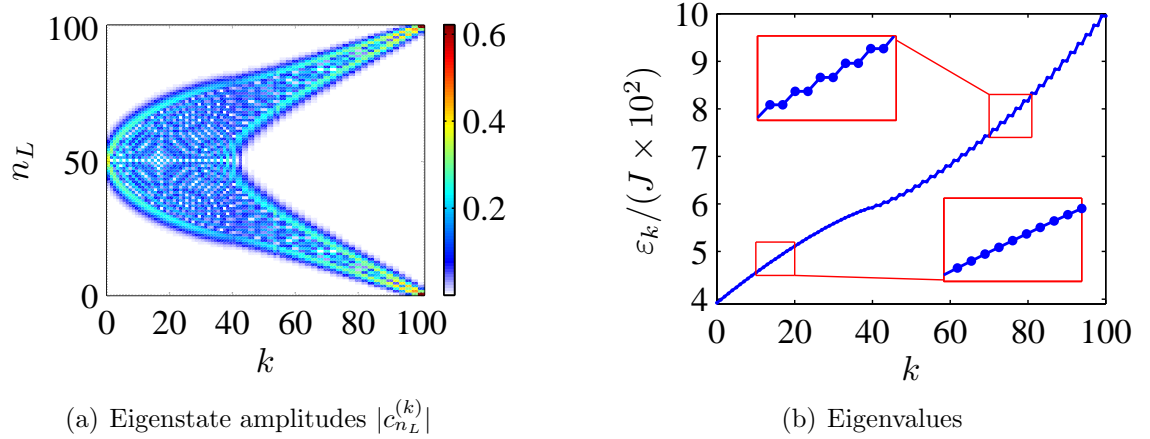 100
50
0
n_L
0 20 40 60 80 100
k
0.6
0.4
0.2
(a) Eigenstate amplitudes |c_{n_L}^{(k)}|
10
9
8
7
6
5
4
ε_k/(J × 10^2)
0 20 40 60 80 100
k
(b) Eigenvalues